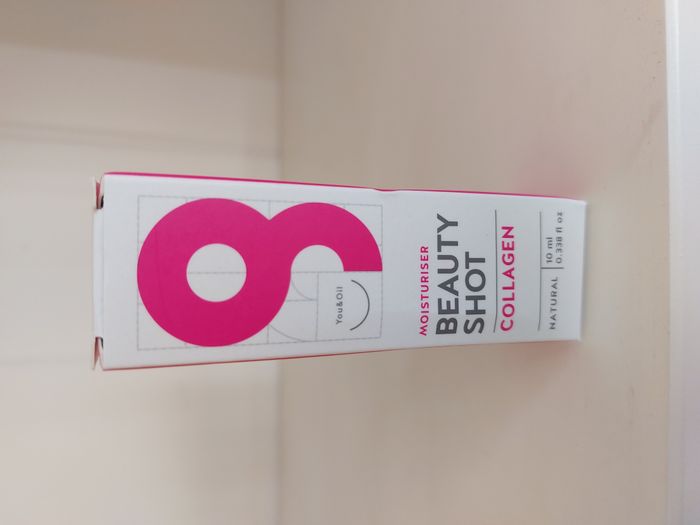 You&Oil
MOISTURISER
BEAUTY
SHOT
COLLAGEN
NATURAL
10 ml
0.338 fl oz